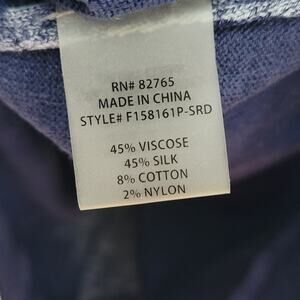 RN# 82765
MADE IN CHINA
STYLE# F158161P-SRD
45% VISCOSE
45% SILK
8% COTTON
2% NYLON